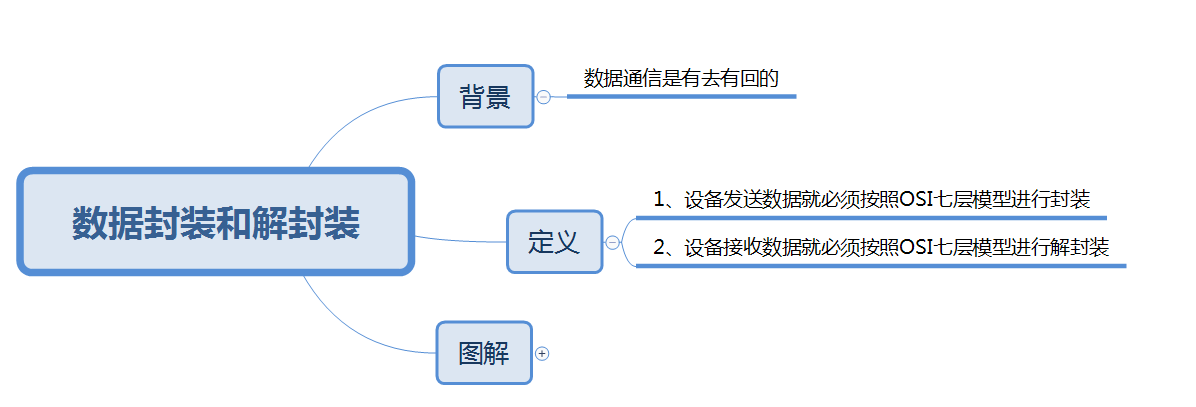 数据封装和解封装
背景
数据通信是有去有回的
定义
1、设备发送数据就必须按照OSI七层模型进行封装
2、设备接收数据就必须按照OSI七层模型进行解封装
图解